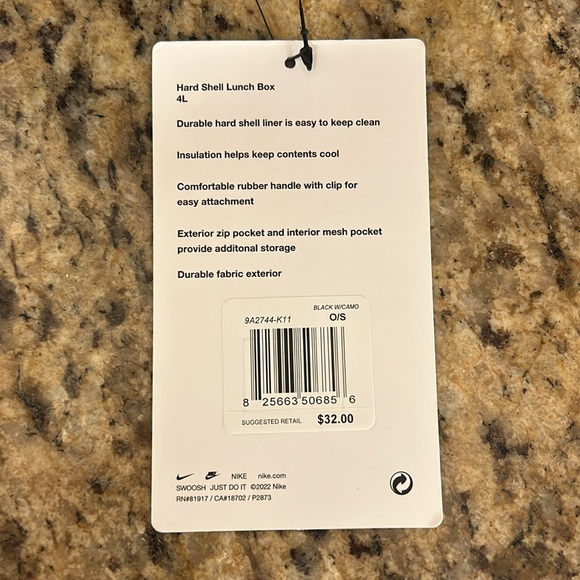 Hard Shell Lunch Box
4L
Durable hard shell liner is easy to keep clean
Insulation helps keep contents cool
Comfortable rubber handle with clip for
easy attachment
Exterior zip pocket and interior mesh pocket
provide additonal storage
Durable fabric exterior
BLACK W/CAMO
9A2744-K11 O/S
8 25663 50685 6
SUGGESTED RETAIL $32.00
NIKE nike.com
SWOOSH JUST DO IT ©2022 Nike
RN#81917 / CA#18702 / P2873